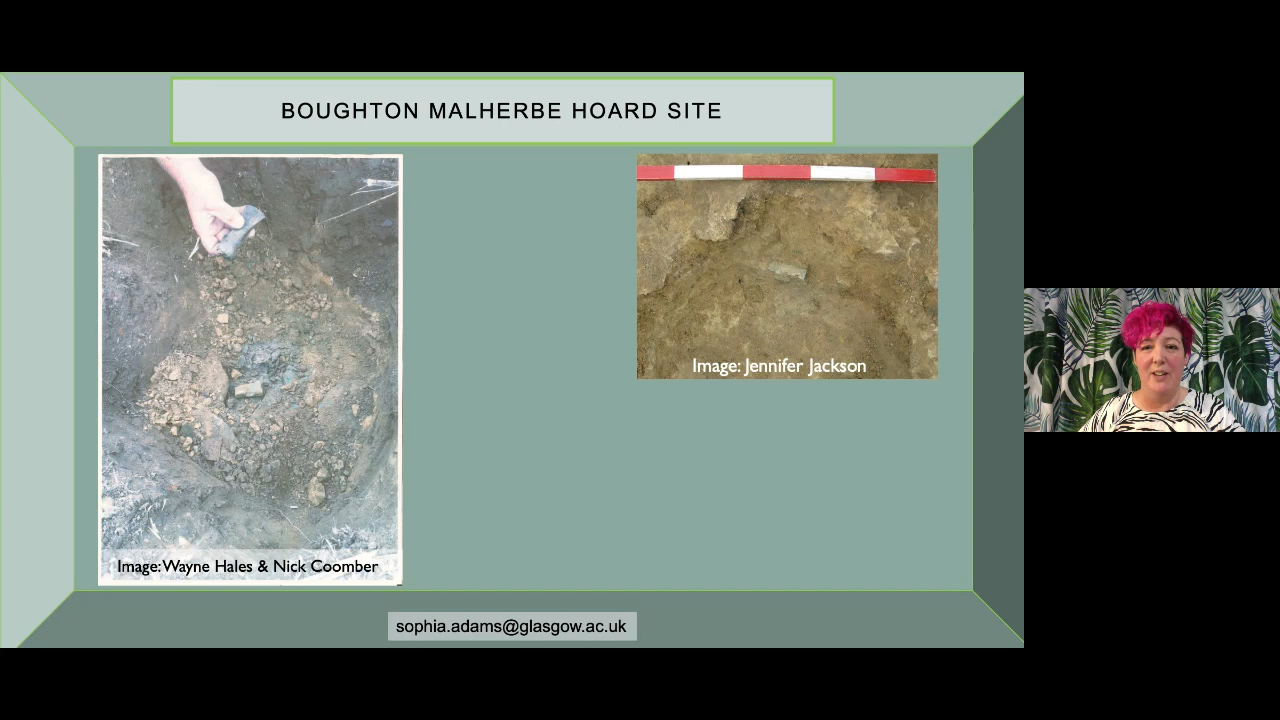 BOUGHTON MALHERBE HOARD SITE
Image: Jennifer Jackson
Image: Wayne Hales & Nick Coomber
sophia.adams@glasgow.ac.uk